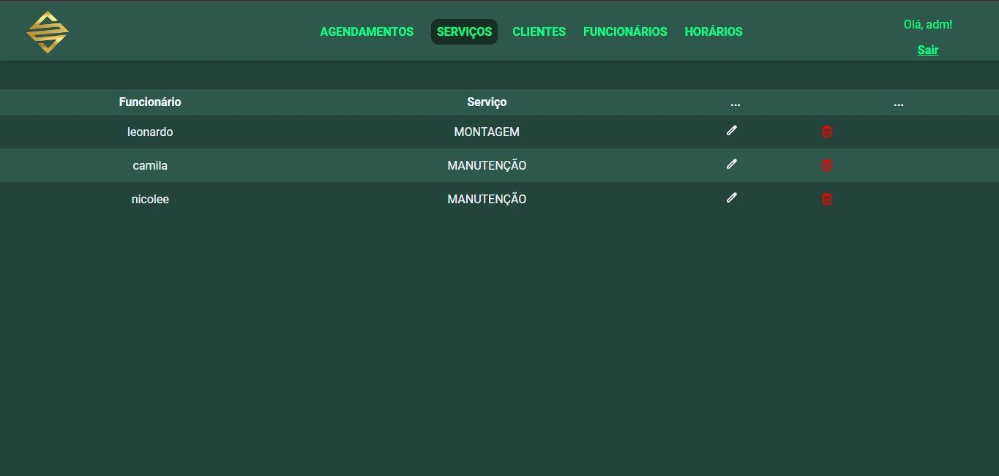 AGENDAMENTOS SERVIÇOS CLIENTES FUNCIONÁRIOS HORÁRIOS
Olá, adm!
Sair
Funcionário Serviço ... ...
leonardo MONTAGEM
camila MANUTENÇÃO
nicolee MANUTENÇÃO